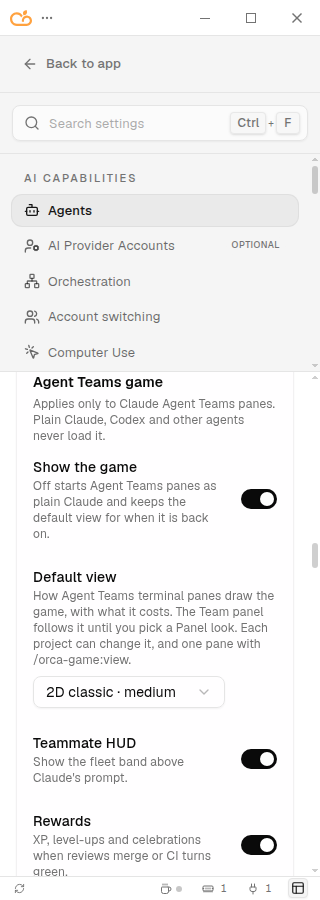 Back to app
Search settings Ctrl + F
AI CAPABILITIES
Agents
AI Provider Accounts OPTIONAL
Orchestration
Account switching
Computer Use
Agent Teams game
Applies only to Claude Agent Teams panes.
Plain Claude, Codex and other agents
never load it.
Show the game
Off starts Agent Teams panes as
plain Claude and keeps the
default view for when it is back
on.
Default view
How Agent Teams terminal panes draw the
game, with what it costs. The Team panel
follows it until you pick a Panel look. Each
project can change it, and one pane with
/orca-game:view.
2D classic · medium
Teammate HUD
Show the fleet band above
Claude's prompt.
Rewards
XP, level-ups and celebrations
when reviews merge or CI turns
green.
1 1